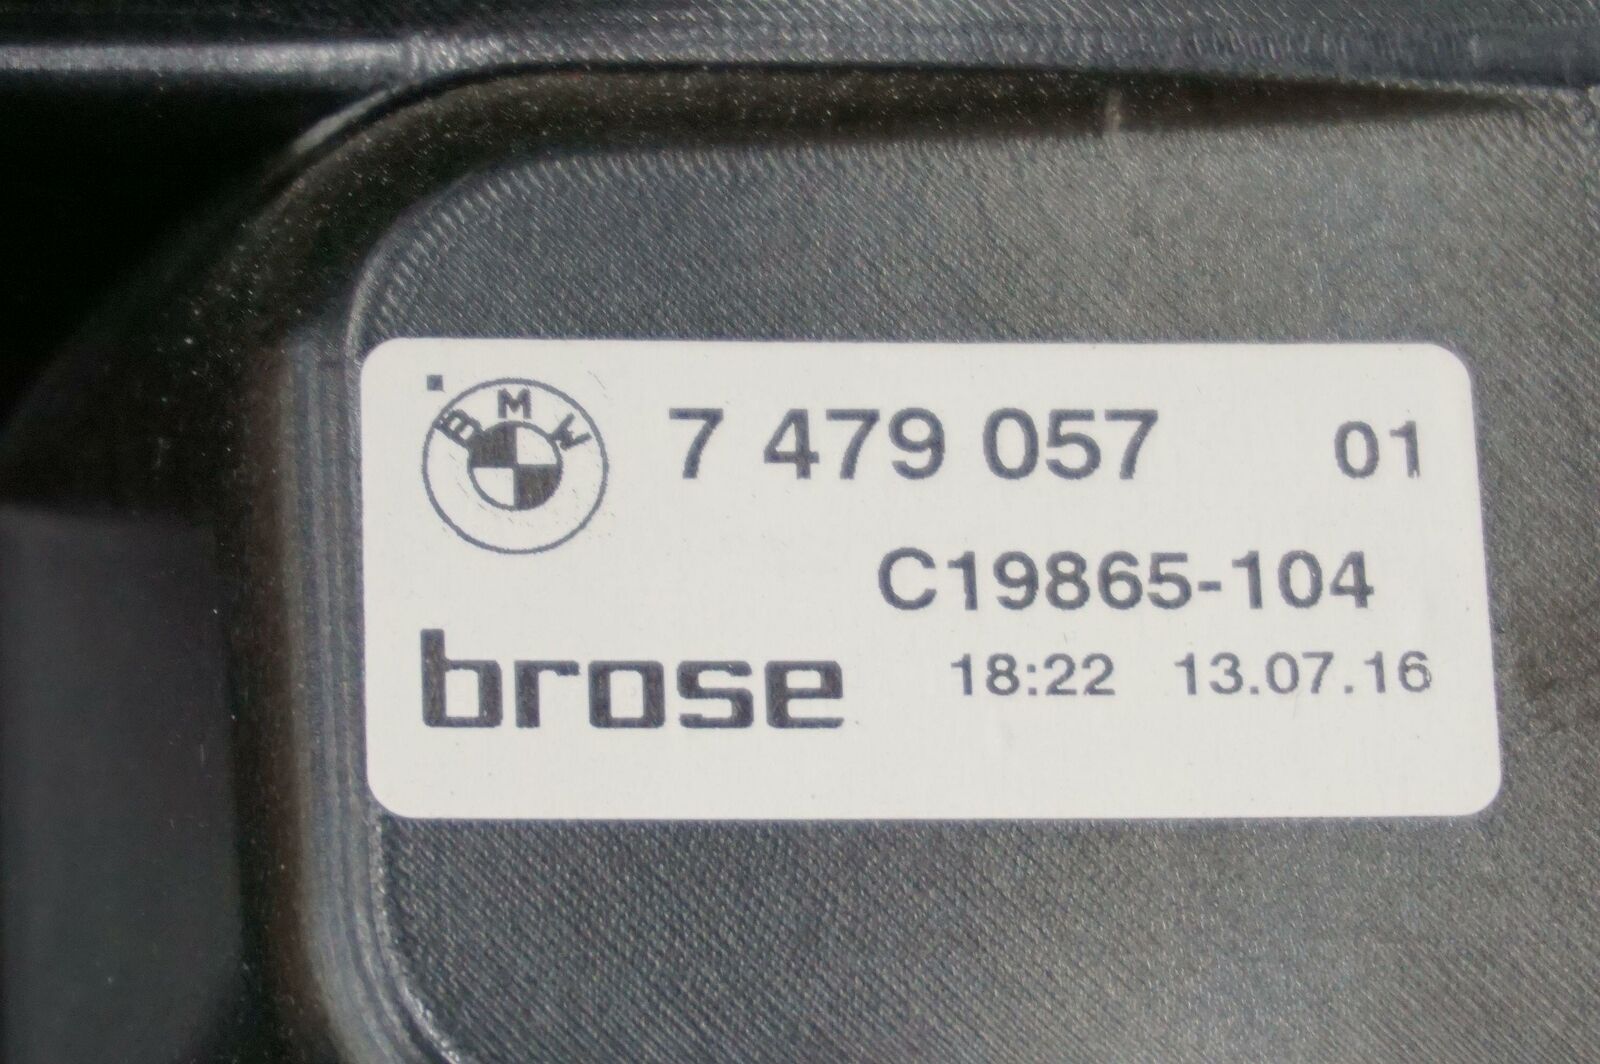 BMW
7 479 057 01
C19865-104
brose 18:22 13.07.16